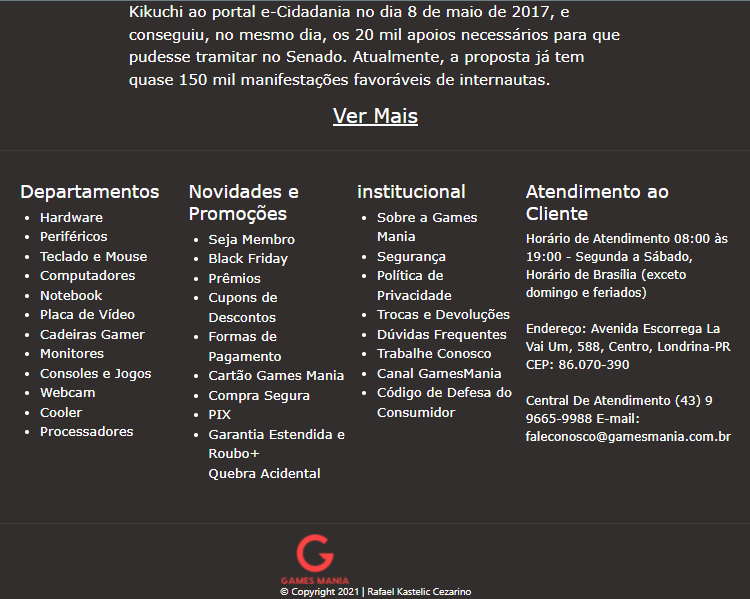 Kikuchi ao portal e-Cidadania no dia 8 de maio de 2017, e
conseguiu, no mesmo dia, os 20 mil apoios necessários para que
pudesse tramitar no Senado. Atualmente, a proposta já tem
quase 150 mil manifestações favoráveis de internautas.
Ver Mais
Departamentos
• Hardware
• Periféricos
• Teclado e Mouse
• Computadores
• Notebook
• Placa de Vídeo
• Cadeiras Gamer
• Monitores
• Consoles e Jogos
• Webcam
• Cooler
• Processadores
Novidades e
Promoções
• Seja Membro
• Black Friday
• Prêmios
• Cupons de
Descontos
• Formas de
Pagamento
• Cartão Games Mania
• Compra Segura
• PIX
• Garantia Estendida e
Roubo+
Quebra Acidental
institucional
• Sobre a Games
Mania
• Segurança
• Política de
Privacidade
• Trocas e Devoluções
• Dúvidas Frequentes
• Trabalhe Conosco
• Canal GamesMania
• Código de Defesa do
Consumidor
Atendimento ao
Cliente
Horário de Atendimento 08:00 às
19:00 - Segunda a Sábado,
Horário de Brasília (exceto
domingo e feriados)
Endereço: Avenida Escorrega La
Vai Um, 588, Centro, Londrina-PR
CEP: 86.070-390
Central De Atendimento (43) 9
9665-9988 E-mail:
faleconosco@gamesmania.com.br
G
GAMES MANIA
© Copyright 2021 | Rafael Kastelic Cezarino